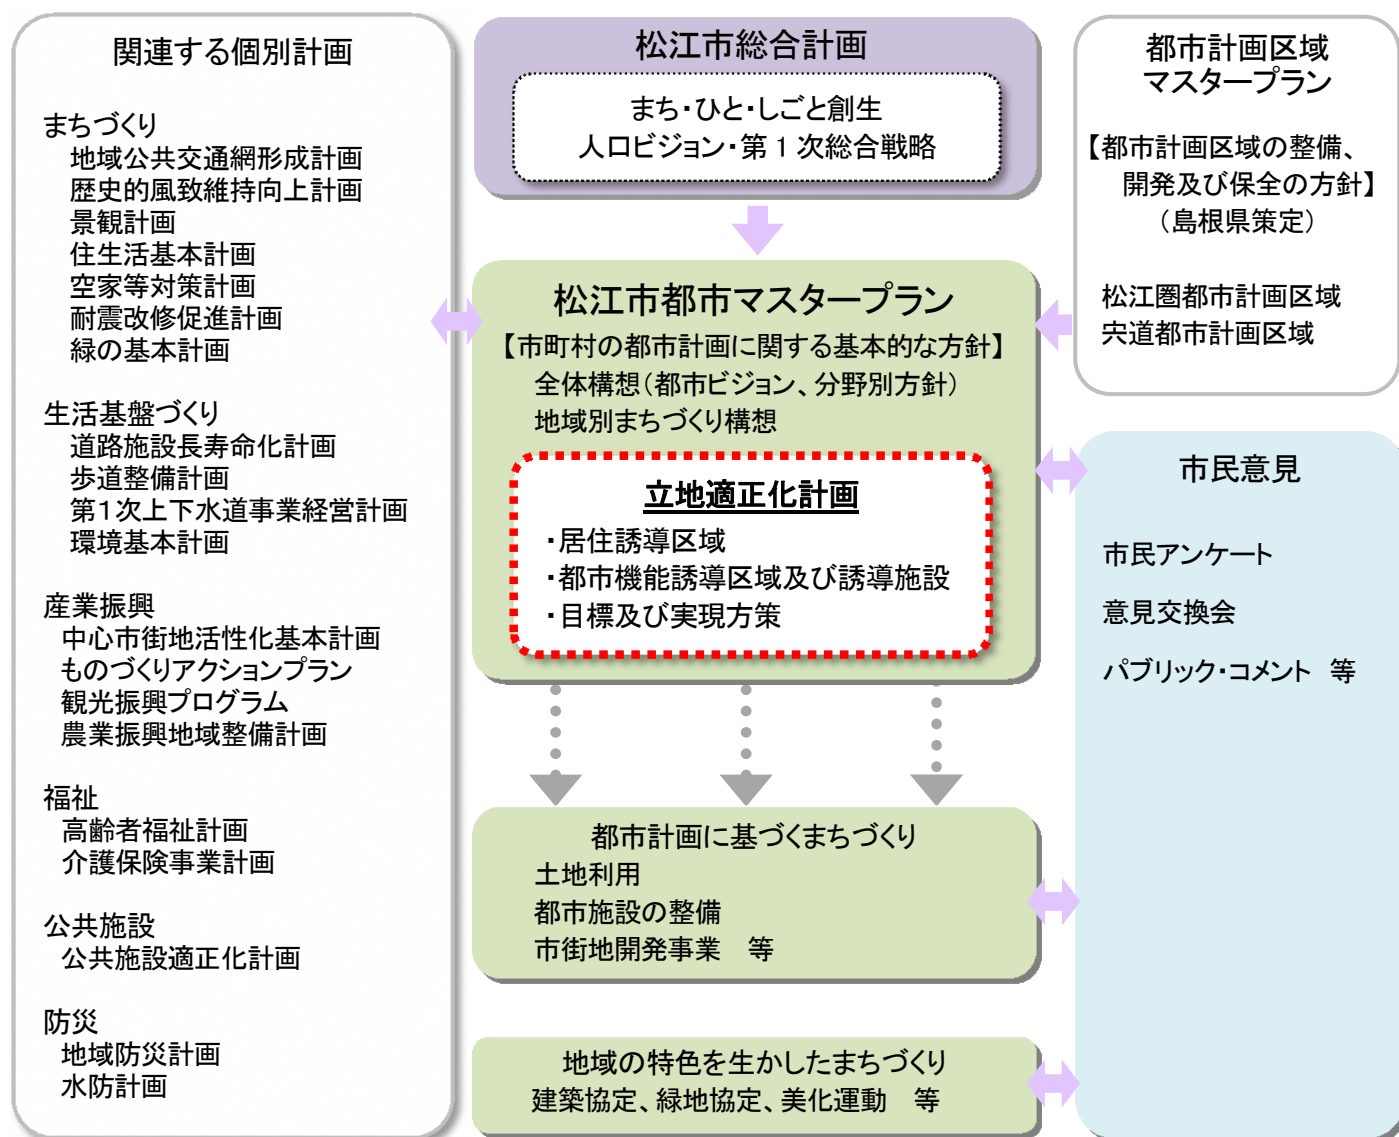 関連する個別計画
まちづくり
地域公共交通網形成計画
歴史的風致維持向上計画
景観計画
住生活基本計画
空家等対策計画
耐震改修促進計画
緑の基本計画
生活基盤づくり
道路施設長寿命化計画
歩道整備計画
第1次上下水道事業経営計画
環境基本計画
産業振興
中心市街地活性化基本計画
ものづくりアクションプラン
観光振興プログラム
農業振興地域整備計画
福祉
高齢者福祉計画
介護保険事業計画
公共施設
公共施設適正化計画
防災
地域防災計画
水防計画
松江市総合計画
まち・ひと・しごと創生
人口ビジョン・第1次総合戦略
松江市都市マスタープラン
【市町村の都市計画に関する基本的な方針】
全体構想（都市ビジョン、分野別方針）
地域別まちづくり構想
立地適正化計画
・居住誘導区域
・都市機能誘導区域及び誘導施設
・目標及び実現方策
都市計画に基づくまちづくり
土地利用
都市施設の整備
市街地開発事業　等
地域の特色を生かしたまちづくり
建築協定、緑地協定、美化運動　等
都市計画区域
マスタープラン
【都市計画区域の整備、
開発及び保全の方針】
（島根県策定）
松江圏都市計画区域
宍道都市計画区域
市民意見
市民アンケート
意見交換会
パブリック・コメント　等